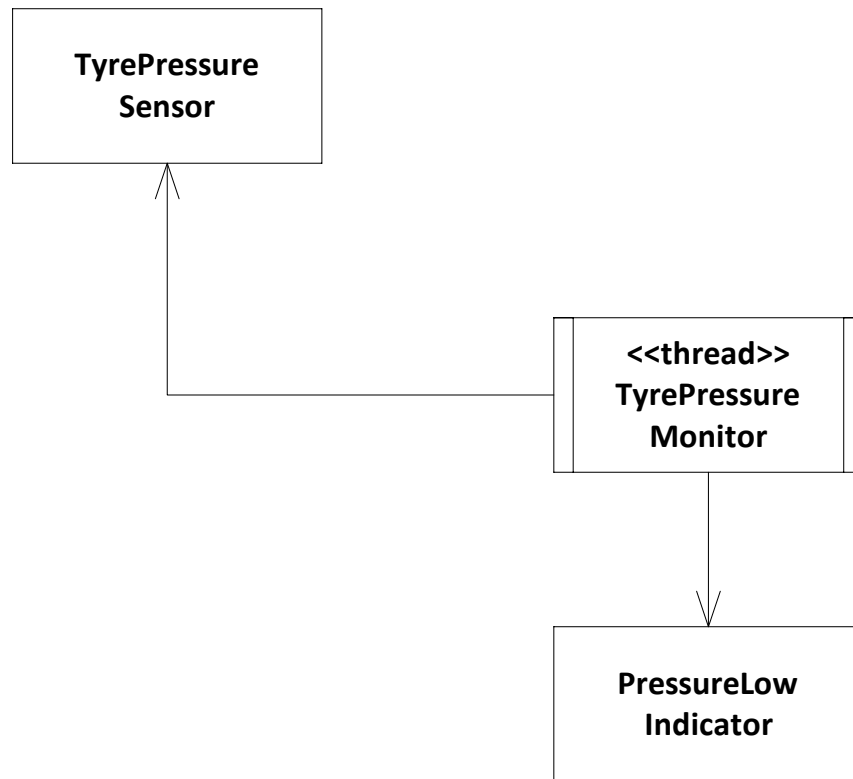 TyrePressure
Sensor
<<thread>>
TyrePressure
Monitor
PressureLow
Indicator